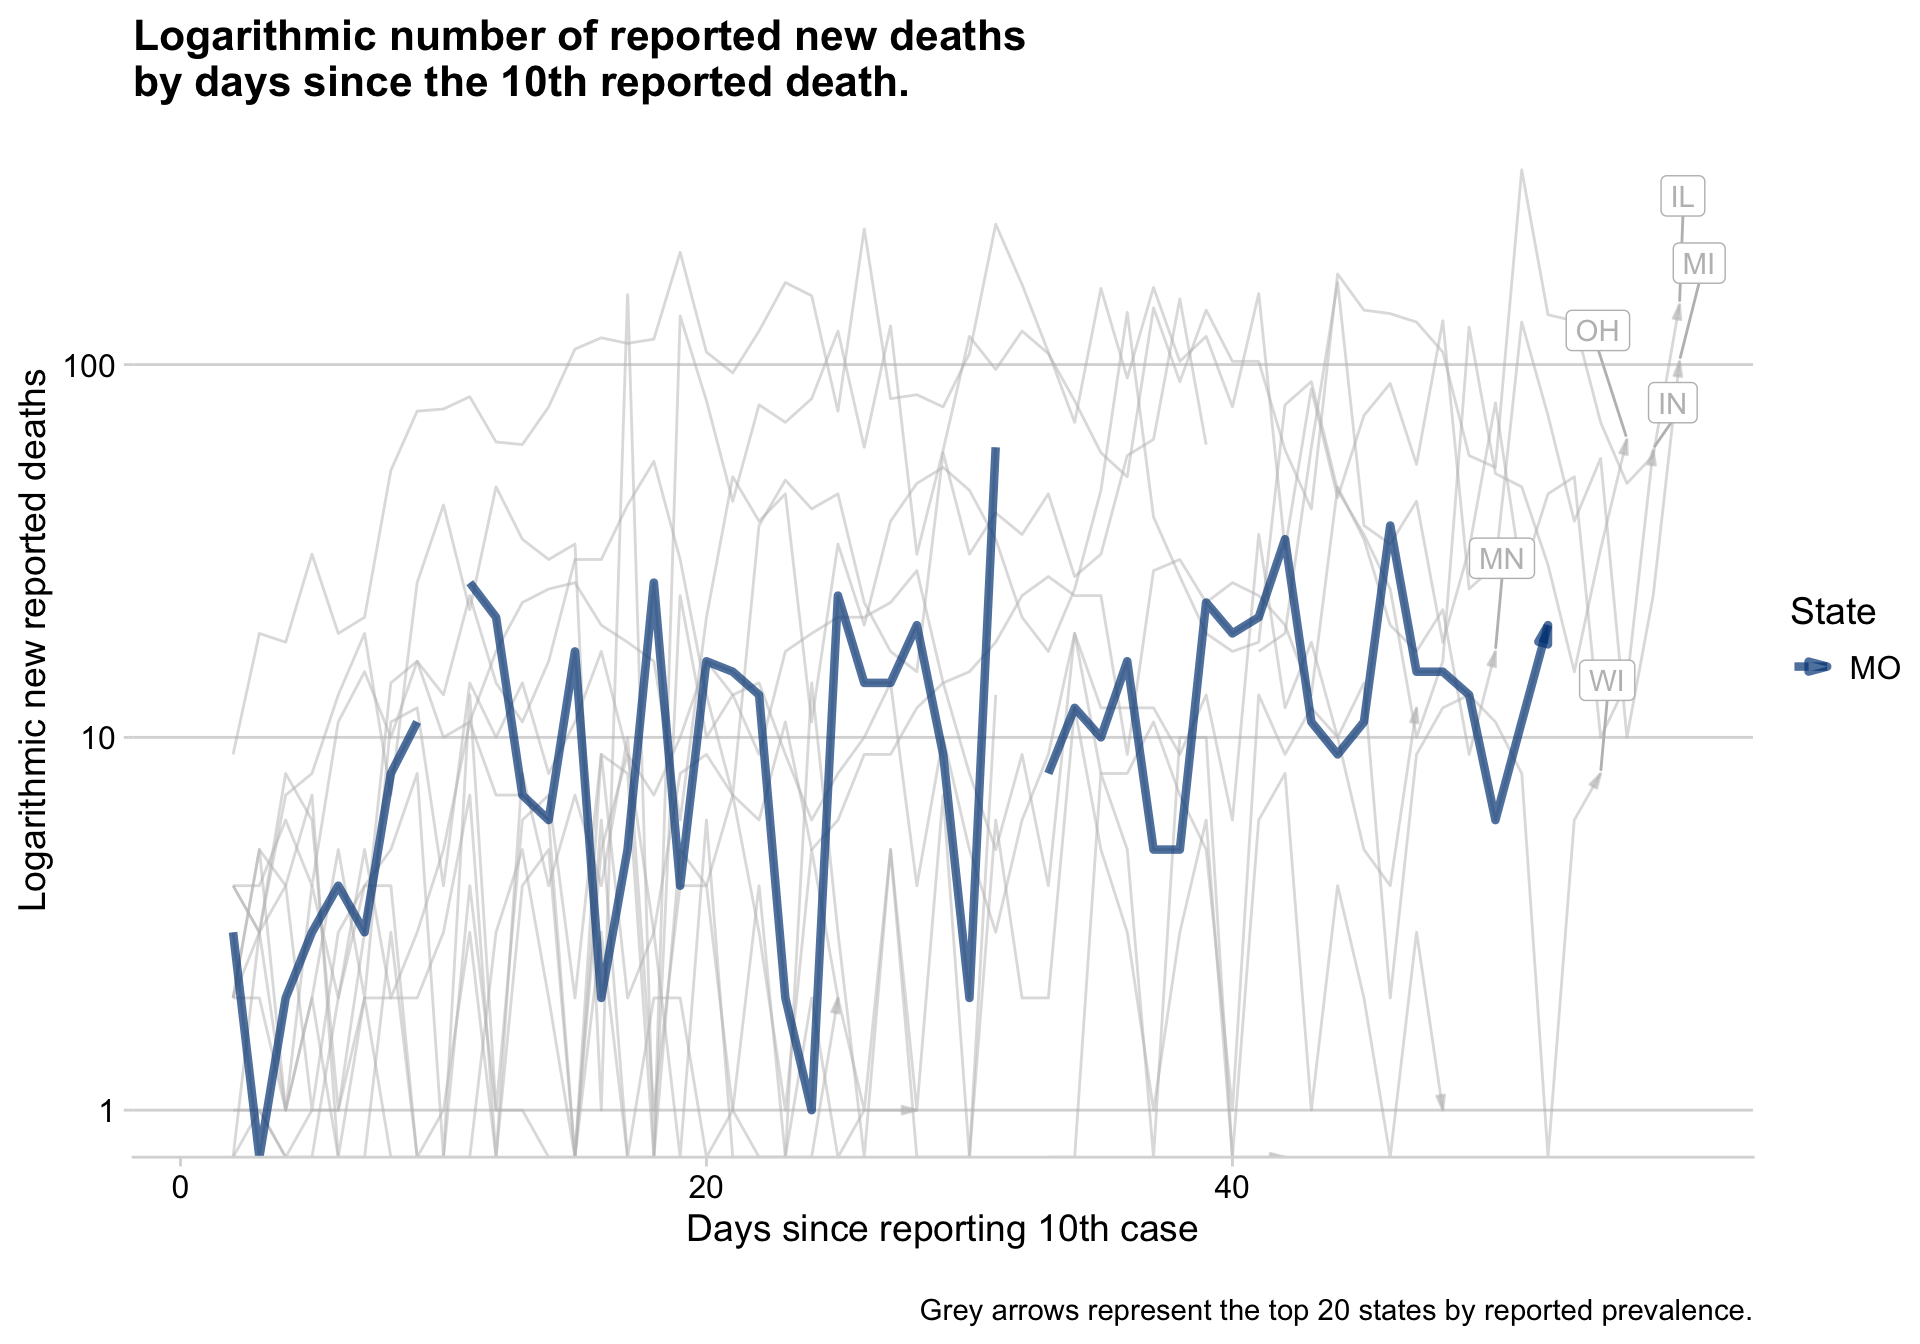 Logarithmic number of reported new deaths
by days since the 10th reported death.
Logarithmic new reported deaths
100
10
1
0
20
40
Days since reporting 10th case
IL
MI
OH
IN
MN
WI
State
MO
Grey arrows represent the top 20 states by reported prevalence.